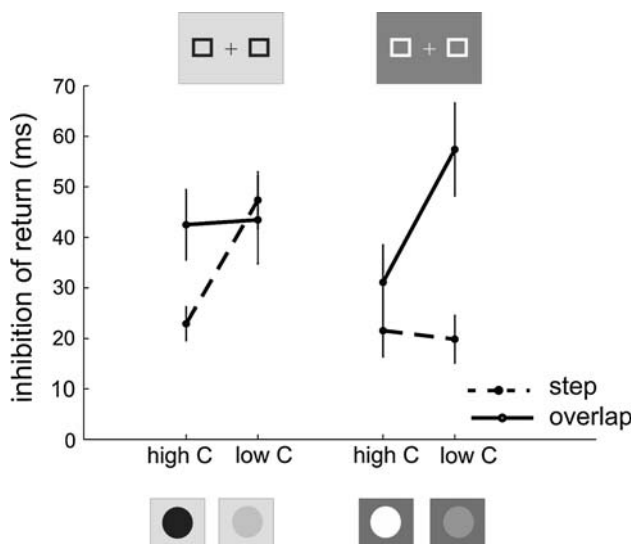 +
+
70
60
50
40
30
20
10
0
inhibition of return (ms)
high C low C high C low C
step
overlap